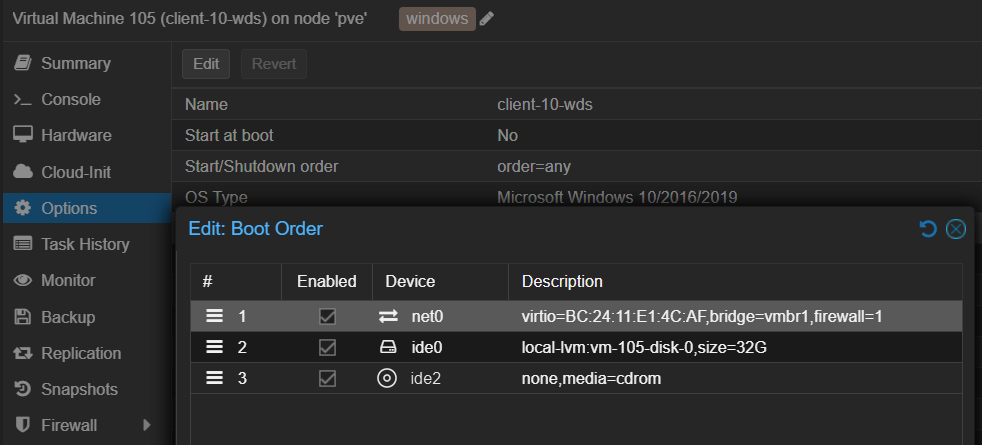 Virtual Machine 105 (client-10-wds) on node 'pve' windows
Summary
Console
Hardware
Cloud-Init
Options
Task History
Monitor
Backup
Replication
Snapshots
Firewall
Edit Revert
Name client-10-wds
Start at boot No
Start/Shutdown order order=any
OS Type Microsoft Windows 10/2016/2019
Edit: Boot Order
# Enabled Device Description
1 net0 virtio=BC:24:11:E1:4C:AF,bridge=vmbr1,firewall=1
2 ide0 local-lvm:vm-105-disk-0,size=32G
3 ide2 none,media=cdrom